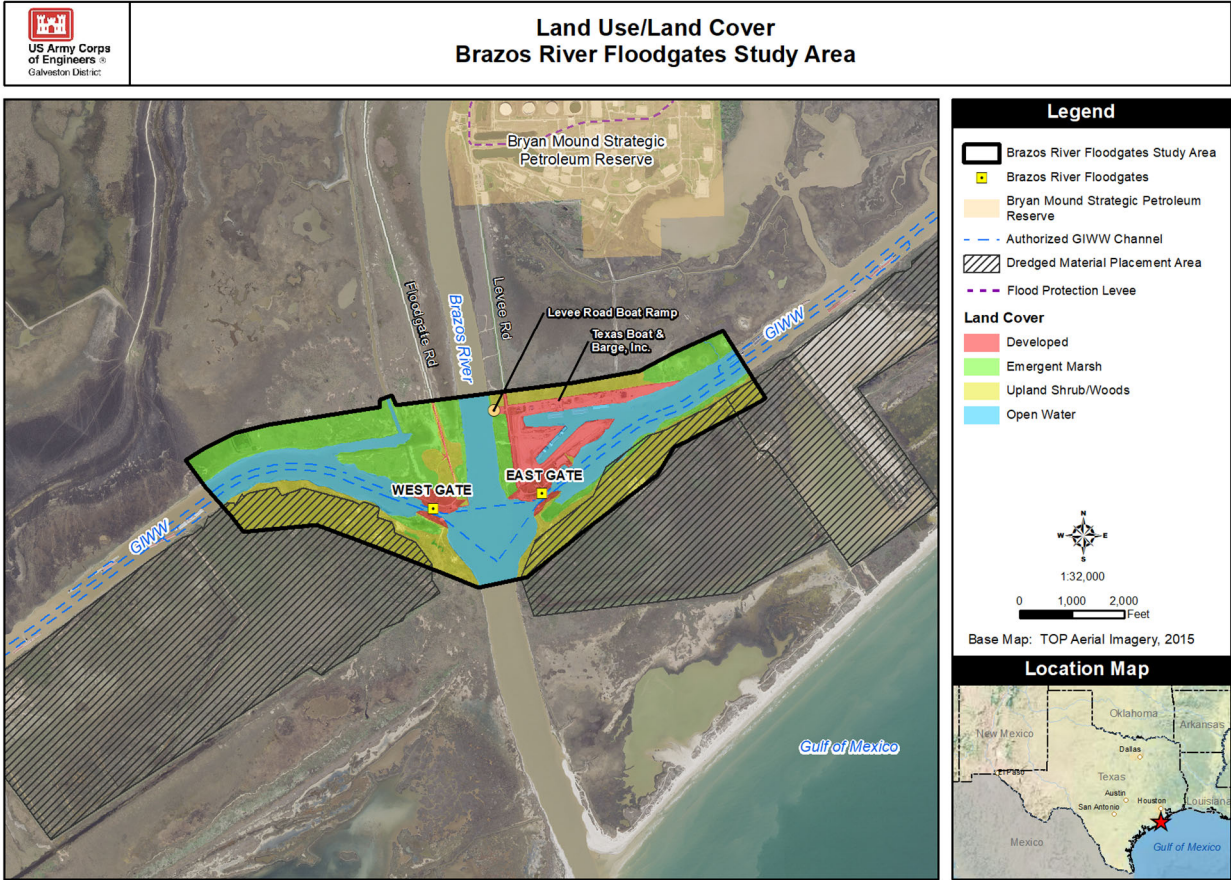 US Army Corps
of Engineers ®
Galveston District
Land Use/Land Cover
Brazos River Floodgates Study Area
Bryan Mound Strategic
Petroleum Reserve
Floodgate Rd
Brazos River
Levee Rd
Levee Road Boat Ramp
Texas Boat &
Barge, Inc.
GIWW
WEST GATE
EAST GATE
GIWW
Gulf of Mexico
Legend
Brazos River Floodgates Study Area
Brazos River Floodgates
Bryan Mound Strategic Petroleum
Reserve
Authorized GIWW Channel
Dredged Material Placement Area
Flood Protection Levee
Land Cover
Developed
Emergent Marsh
Upland Shrub/Woods
Open Water
N
W E
S
1:32,000
0 1,000 2,000
Feet
Base Map: TOP Aerial Imagery, 2015
Location Map
Oklahoma
Arkansas
New Mexico
Dallas
El Paso
Texas
Austin
Houston
Louisiana
San Antonio
Mexico
Gulf of Mexico